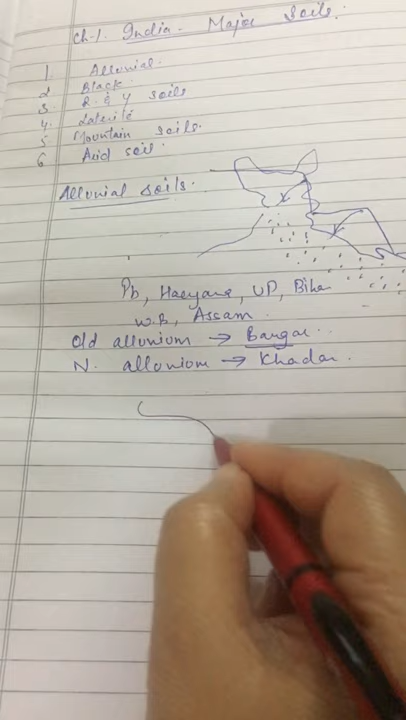 Ch-1. India - Major Soils.
1 Alluvial.
2 Black.
3 R & Y soils
4. Laterite
5 Mountain soils.
6 Acid soil.
Alluvial soils.
Pb, Haryana, UP, Bihar
W.B, Assam.
Old alluvium → Bangar.
N. alluvium → Khadar.